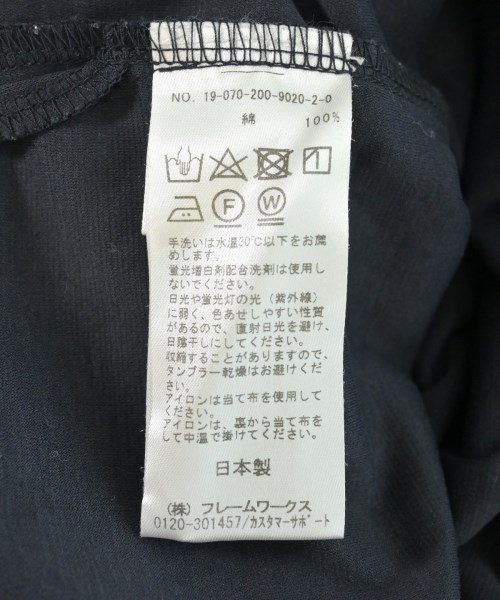 NO. 19-070-200-9020-2-0
綿 100%
F W
手洗いは水温30℃以下をお薦
めします。
蛍光増白剤配合洗剤は使用し
ないでください。
日光や蛍光灯の光（紫外線）
に弱く、色あせしやすい性質
があるので、直射日光を避け、
日陰干しにしてください。
収縮することがありますので、
タンブラー乾燥はお避けくださ
い。
アイロンは当て布を使用して
ください。
アイロンは、裏から当て布を
して中温で掛けてください。
日本製
（株）フレームワークス
0120-301457/カスタマーサポート